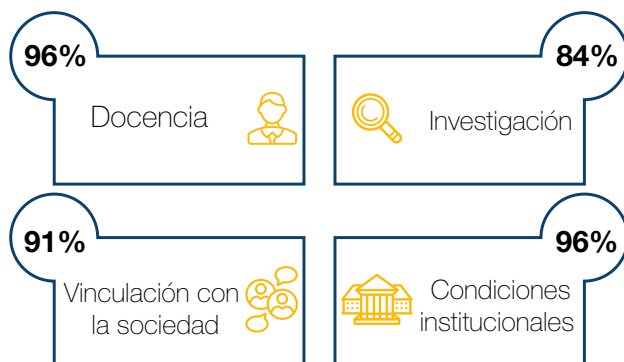 96%
Docencia
84%
Investigación
91%
Vinculación con
la sociedad
96%
Condiciones
institucionales